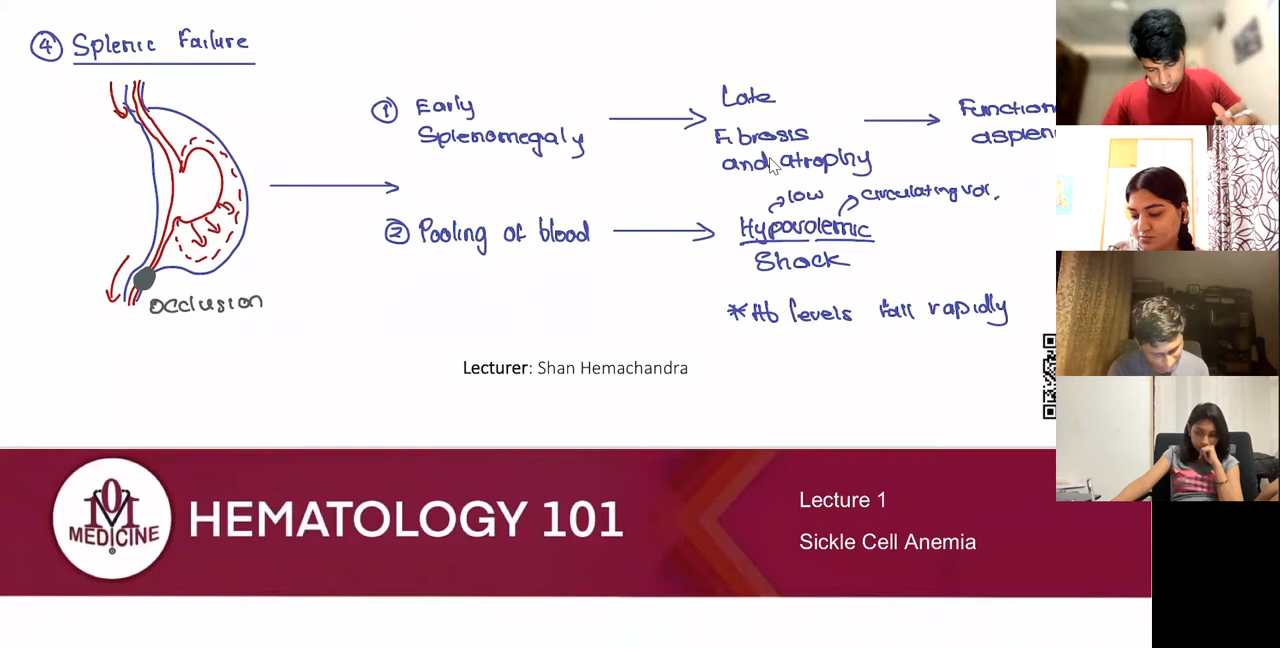 ④ Splenic Failure
① Early
Splenomegaly
Late
Fibrosis
and atrophy
Function
asplen
low
circulating vol.
② Pooling of blood
Hypovolemic
Shock
occlusion
*Hb levels fall rapidly
Lecturer: Shan Hemachandra
101
MEDICINE
HEMATOLOGY 101
Lecture 1
Sickle Cell Anemia